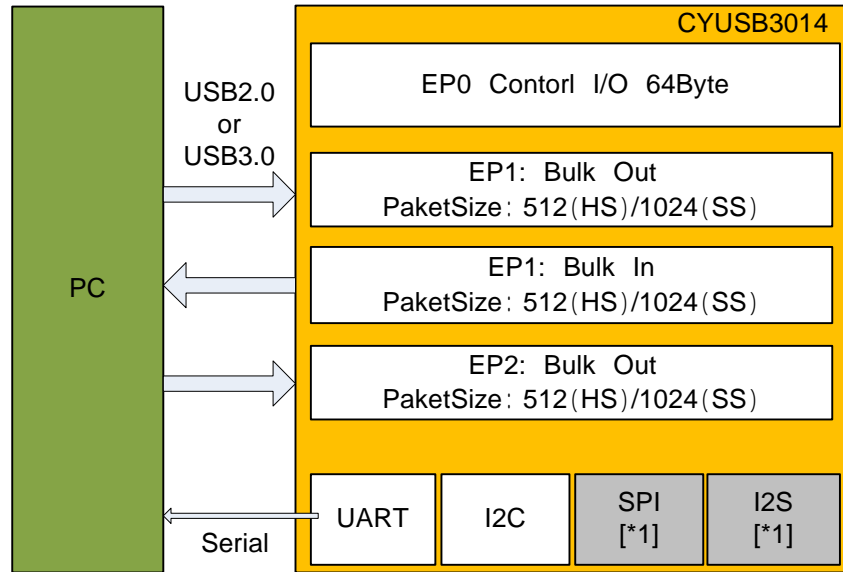 CYUSB3014
EP0 Contorl I/O 64Byte
USB2.0
or
USB3.0
EP1: Bulk Out
PaketSize: 512(HS)/1024(SS)
PC
EP1: Bulk In
PaketSize: 512(HS)/1024(SS)
EP2: Bulk Out
PaketSize: 512(HS)/1024(SS)
Serial
UART
I2C
SPI
[*1]
I2S
[*1]